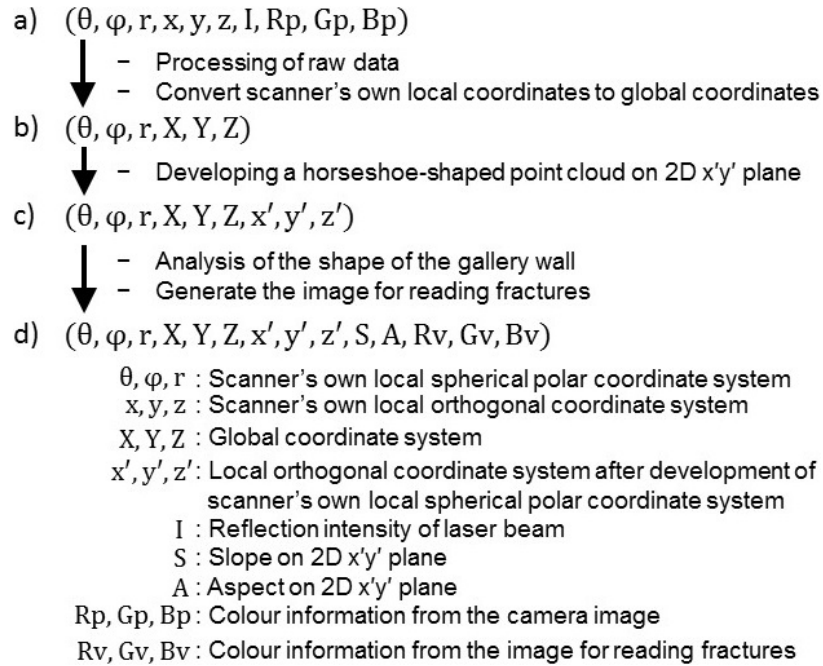 a) (θ, φ, r, x, y, z, I, Rp, Gp, Bp)
− Processing of raw data
− Convert scanner's own local coordinates to global coordinates
b) (θ, φ, r, X, Y, Z)
− Developing a horseshoe-shaped point cloud on 2D x'y' plane
c) (θ, φ, r, X, Y, Z, x′, y′, z′)
− Analysis of the shape of the gallery wall
− Generate the image for reading fractures
d) (θ, φ, r, X, Y, Z, x′, y′, z′, S, A, Rv, Gv, Bv)
θ, φ, r : Scanner's own local spherical polar coordinate system
x, y, z : Scanner's own local orthogonal coordinate system
X, Y, Z : Global coordinate system
x′, y′, z′: Local orthogonal coordinate system after development of
scanner's own local spherical polar coordinate system
I : Reflection intensity of laser beam
S : Slope on 2D x'y' plane
A : Aspect on 2D x'y' plane
Rp, Gp, Bp : Colour information from the camera image
Rv, Gv, Bv : Colour information from the image for reading fractures